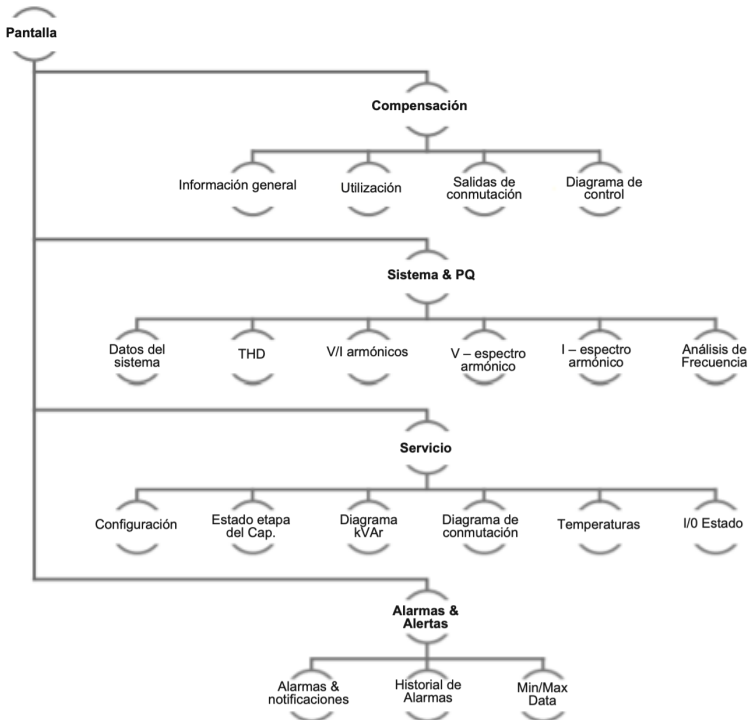 Pantalla
Compensación
Información general
Utilización
Salidas de
conmutación
Diagrama de
control
Sistema & PQ
Datos del
sistema
THD
V/I armónicos
V – espectro
armónico
I – espectro
armónico
Análisis de
Frecuencia
Servicio
Configuración
Estado etapa
del Cap.
Diagrama
kVAr
Diagrama de
conmutación
Temperaturas
I/0 Estado
Alarmas &
Alertas
Alarmas &
notificaciones
Historial de
Alarmas
Min/Max
Data